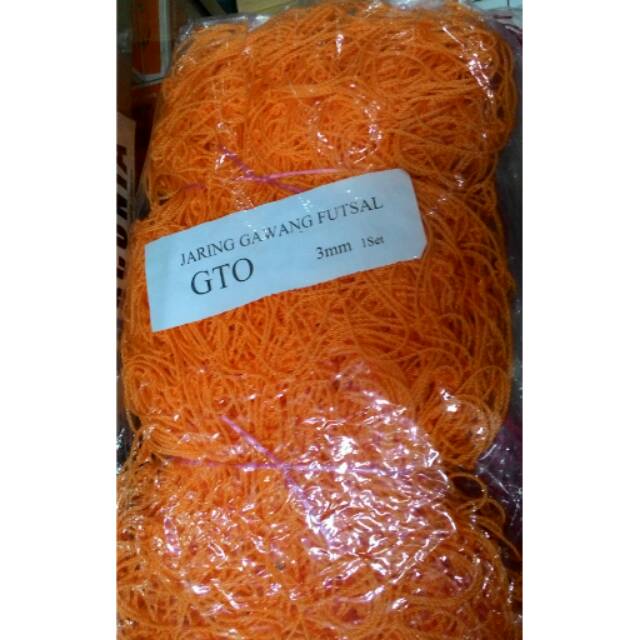 JARING GAWANG FUTSAL
GTO 3mm 1Set